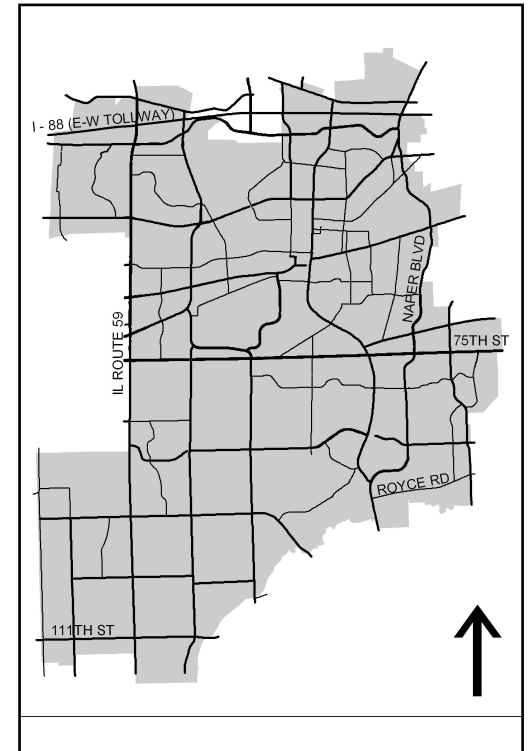 I - 88 (E-W TOLLWAY)
NAPER BLVD
IL ROUTE 59
75TH ST
ROYCE RD
111TH ST